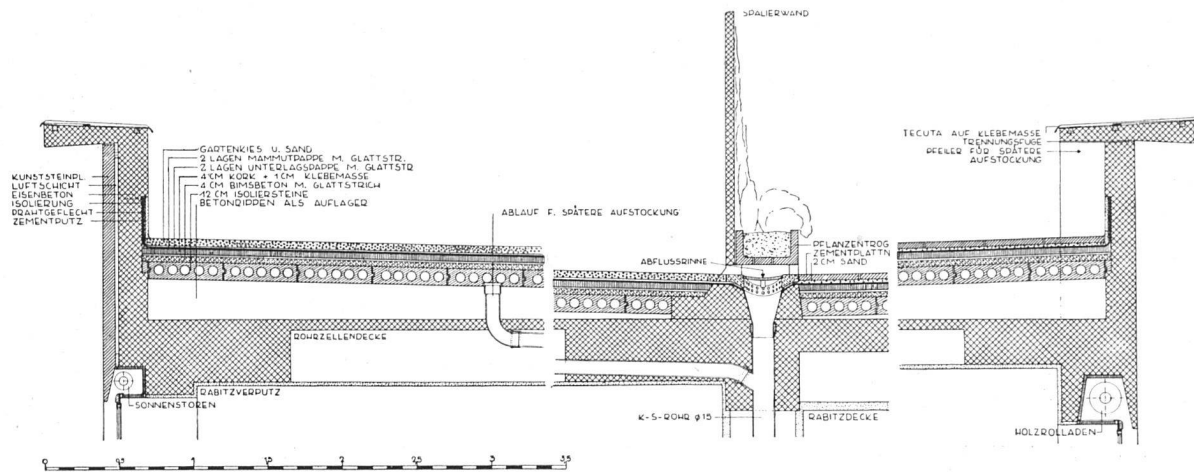 SPALIERWAND
TECUTA AUF KLEBEMASSE
TRENNUNGSFUGE
PFEILER FÜR SPÄTERE
AUFSTOCKUNG
GARTENKIES U. SAND
2 LAGEN MAMMUTPAPPE M. GLATTSTR.
2 LAGEN UNTERLAGSPAPPE M. GLATTSTR
4 CM KORK + 1 CM KLEBEMASSE
4 CM BIMSBETON M. GLATTSTRICH
12 CM ISOLIERSTEINE
BETONRIPPEN ALS AUFLAGER
KUNSTSTEINPL.
LUFTSCHICHT
EISENBETON
ISOLIERUNG
DRAHTGEFLECHT
ZEMENTPUTZ
ABLAUF F. SPÄTERE AUFSTOCKUNG
ABFLUSSRINNE
PFLANZENTROG
ZEMENTPLATTN
2 CM SAND
ROHRZELLENDECKE
RABITZVERPUTZ
SONNENSTOREN
K-S-ROHR Ø 15
RABITZDECKE
HOLZROLLADEN
0 0,5 1 1,5 2 2,5 3 3,5